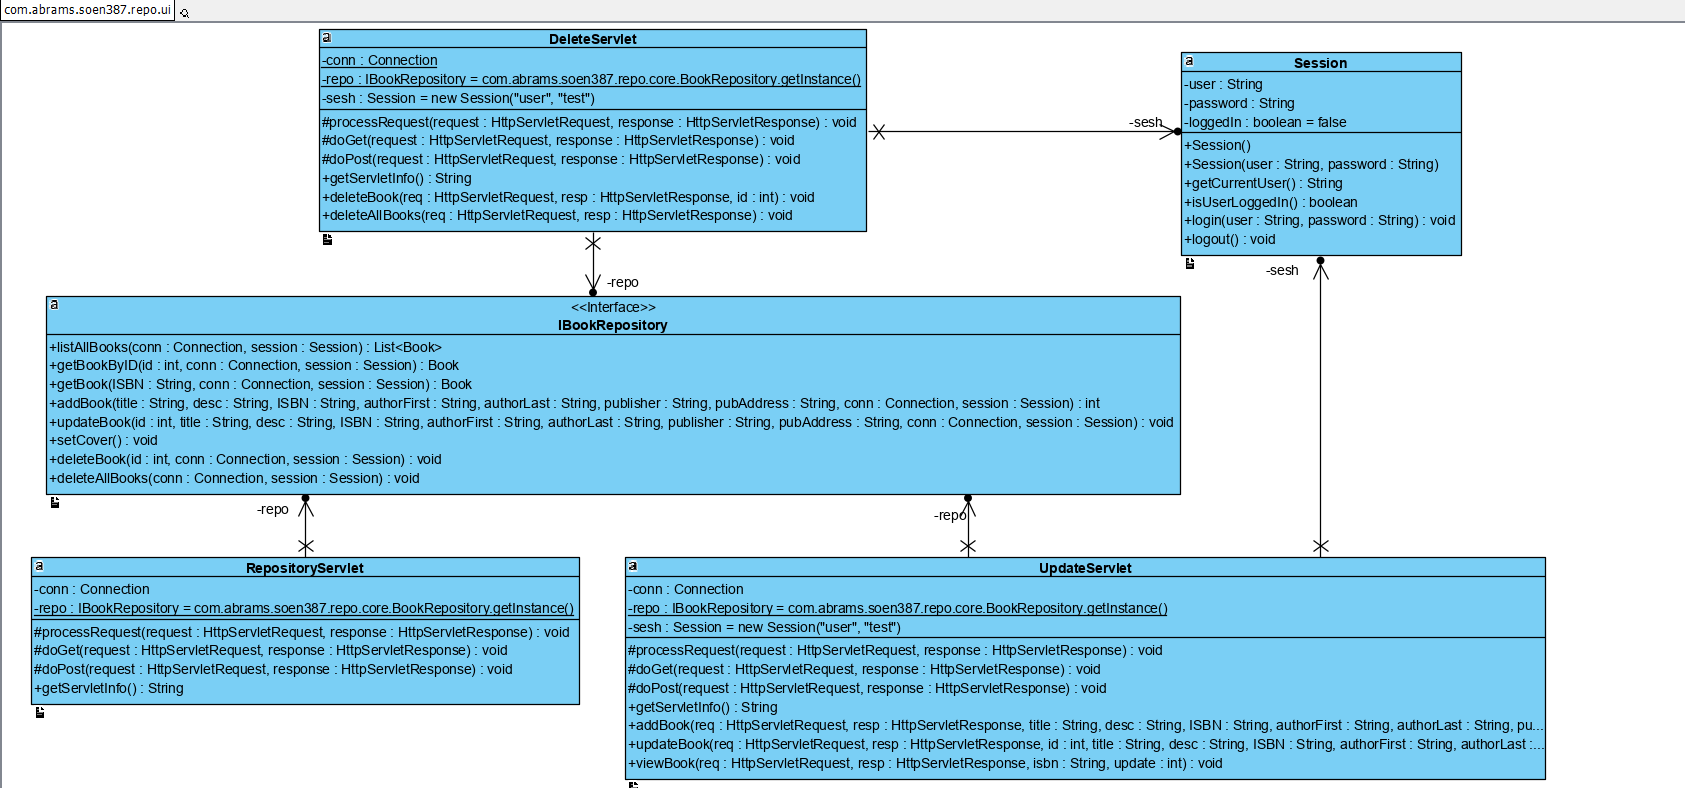 com.abrams.soen387.repo.ui
DeleteServlet
-conn : Connection
-repo : IBookRepository = com.abrams.soen387.repo.core.BookRepository.getInstance()
-sesh : Session = new Session("user", "test")
#processRequest(request : HttpServletRequest, response : HttpServletResponse) : void
#doGet(request : HttpServletRequest, response : HttpServletResponse) : void
#doPost(request : HttpServletRequest, response : HttpServletResponse) : void
+getServletInfo() : String
+deleteBook(req : HttpServletRequest, resp : HttpServletResponse, id : int) : void
+deleteAllBooks(req : HttpServletRequest, resp : HttpServletResponse) : void
-sesh
Session
-user : String
-password : String
-loggedIn : boolean = false
+Session()
+Session(user : String, password : String)
+getCurrentUser() : String
+isUserLoggedIn() : boolean
+login(user : String, password : String) : void
+logout() : void
-repo
-sesh
<<Interface>>
IBookRepository
+listAllBooks(conn : Connection, session : Session) : List<Book>
+getBookByID(id : int, conn : Connection, session : Session) : Book
+getBook(ISBN : String, conn : Connection, session : Session) : Book
+addBook(title : String, desc : String, ISBN : String, authorFirst : String, authorLast : String, publisher : String, pubAddress : String, conn : Connection, session : Session) : int
+updateBook(id : int, title : String, desc : String, ISBN : String, authorFirst : String, authorLast : String, publisher : String, pubAddress : String, conn : Connection, session : Session) : void
+setCover() : void
+deleteBook(id : int, conn : Connection, session : Session) : void
+deleteAllBooks(conn : Connection, session : Session) : void
-repo
-repo
RepositoryServlet
-conn : Connection
-repo : IBookRepository = com.abrams.soen387.repo.core.BookRepository.getInstance()
#processRequest(request : HttpServletRequest, response : HttpServletResponse) : void
#doGet(request : HttpServletRequest, response : HttpServletResponse) : void
#doPost(request : HttpServletRequest, response : HttpServletResponse) : void
+getServletInfo() : String
UpdateServlet
-conn : Connection
-repo : IBookRepository = com.abrams.soen387.repo.core.BookRepository.getInstance()
-sesh : Session = new Session("user", "test")
#processRequest(request : HttpServletRequest, response : HttpServletResponse) : void
#doGet(request : HttpServletRequest, response : HttpServletResponse) : void
#doPost(request : HttpServletRequest, response : HttpServletResponse) : void
+getServletInfo() : String
+addBook(req : HttpServletRequest, resp : HttpServletResponse, title : String, desc : String, ISBN : String, authorFirst : String, authorLast : String, pu...
+updateBook(req : HttpServletRequest, resp : HttpServletResponse, id : int, title : String, desc : String, ISBN : String, authorFirst : String, authorLast :...
+viewBook(req : HttpServletRequest, resp : HttpServletResponse, isbn : String, update : int) : void